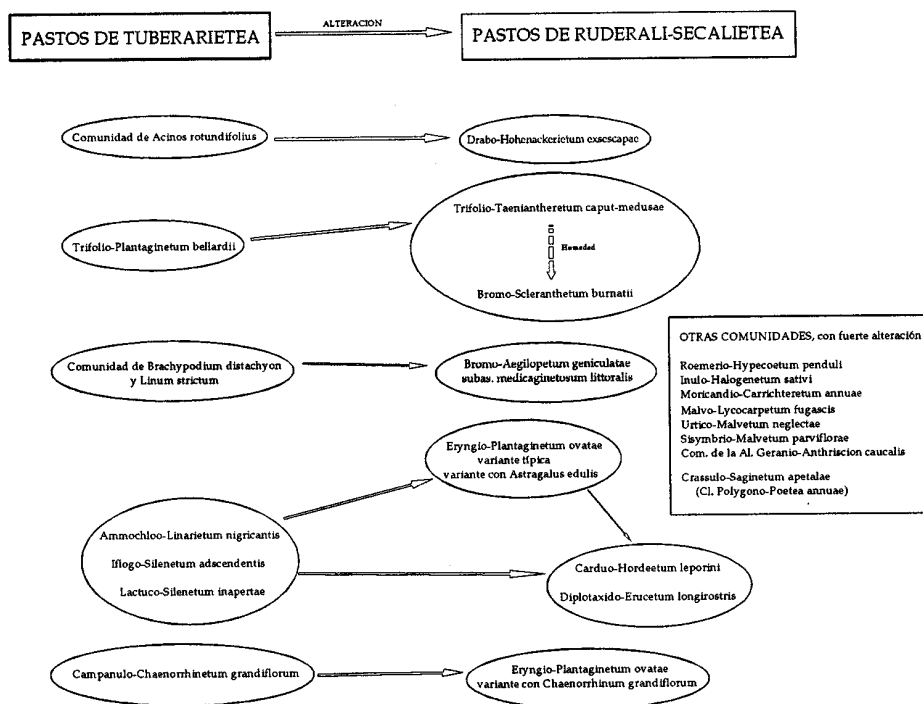 PASTOS DE TUBERARIETEA
ALTERACION
PASTOS DE RUDERALI-SECALIETEA
Comunidad de Acinos rotundifolius
Drabo-Hohenackerietum exsescapae
Trifolio-Plantaginetum bellardii
Trifolio-Taeniantheretum caput-medusae
Humedad
Bromo-Scleranthetum burnatii
Comunidad de Brachypodium distachyon
y Linum strictum
Bromo-Aegilopetum geniculatae
subas. medicaginetosum littoralis
OTRAS COMUNIDADES, con fuerte alteración
Roemerio-Hypecoetum penduli
Inulo-Halogenetum sativi
Moricandio-Carrichteretum annuae
Malvo-Lycocarpetum fugascis
Urtico-Malvetum neglectae
Sisymbrio-Malvetum parviflorae
Com. de la Al. Geranio-Anthriscion caucalis
Crassulo-Saginetum apetalae
(Cl. Polygono-Poetea annuae)
Eryngio-Plantaginetum ovatae
variante típica
variante con Astragalus edulis
Ammochloo-Linarietum nigricantis
Iflogo-Silenetum adscendentis
Lactuco-Silenetum inapertae
Carduo-Hordeetum leporini
Diplotaxido-Erucetum longirostris
Campanulo-Chaenorrhinetum grandiflorum
Eryngio-Plantaginetum ovatae
variante con Chaenorrhinum grandiflorum